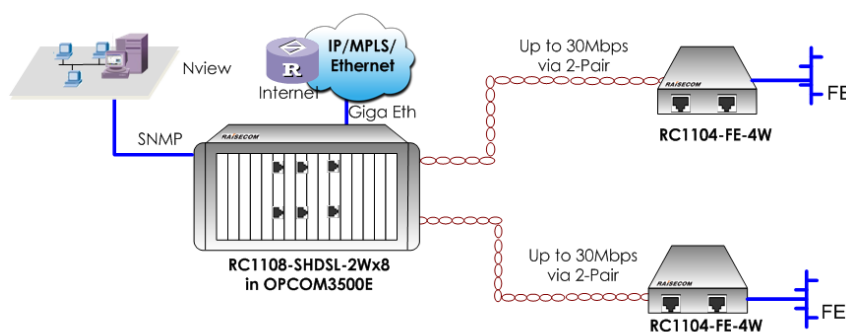 Nview
SNMP
R
Internet
IP/MPLS/
Ethernet
Giga Eth
RAISECOM
RC1108-SHDSL-2Wx8
in OPCOM3500E
Up to 30Mbps
via 2-Pair
RAISECOM
RC1104-FE-4W
FE
Up to 30Mbps
via 2-Pair
RAISECOM
RC1104-FE-4W
FE